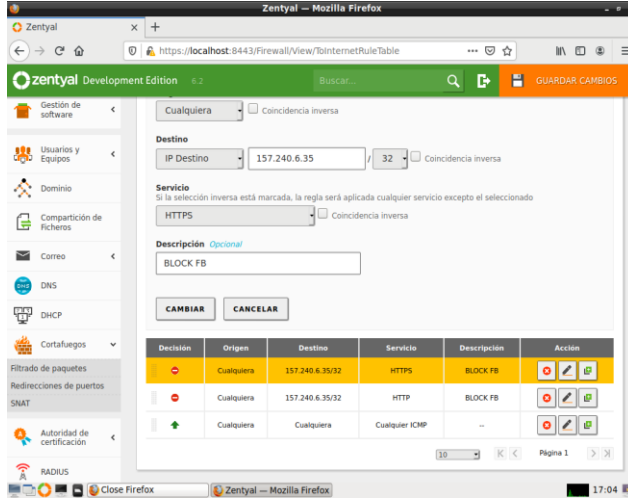 Zentyal — Mozilla Firefox
Zentyal
https://localhost:8443/Firewall/View/ToInternetRuleTable
zentyal Development Edition 6.2
Buscar...
GUARDAR CAMBIOS
Gestión de software
Usuarios y Equipos
Dominio
Compartición de Ficheros
Correo
DNS
DNS
DHCP
Cortafuegos
Filtrado de paquetes
Redirecciones de puertos
SNAT
Autoridad de certificación
RADIUS
Cualquiera Coincidencia inversa
Destino
IP Destino 157.240.6.35 / 32 Coincidencia inversa
Servicio
Si la selección inversa está marcada, la regla será aplicada cualquier servicio excepto el seleccionado
HTTPS Coincidencia inversa
Descripción Opcional
BLOCK FB
CAMBIAR CANCELAR
Decisión Origen Destino Servicio Descripción Acción
Cualquiera 157.240.6.35/32 HTTPS BLOCK FB
Cualquiera 157.240.6.35/32 HTTP BLOCK FB
Cualquiera Cualquiera Cualquier ICMP --
10 Página 1
Close Firefox Zentyal — Mozilla Firefox 17:04